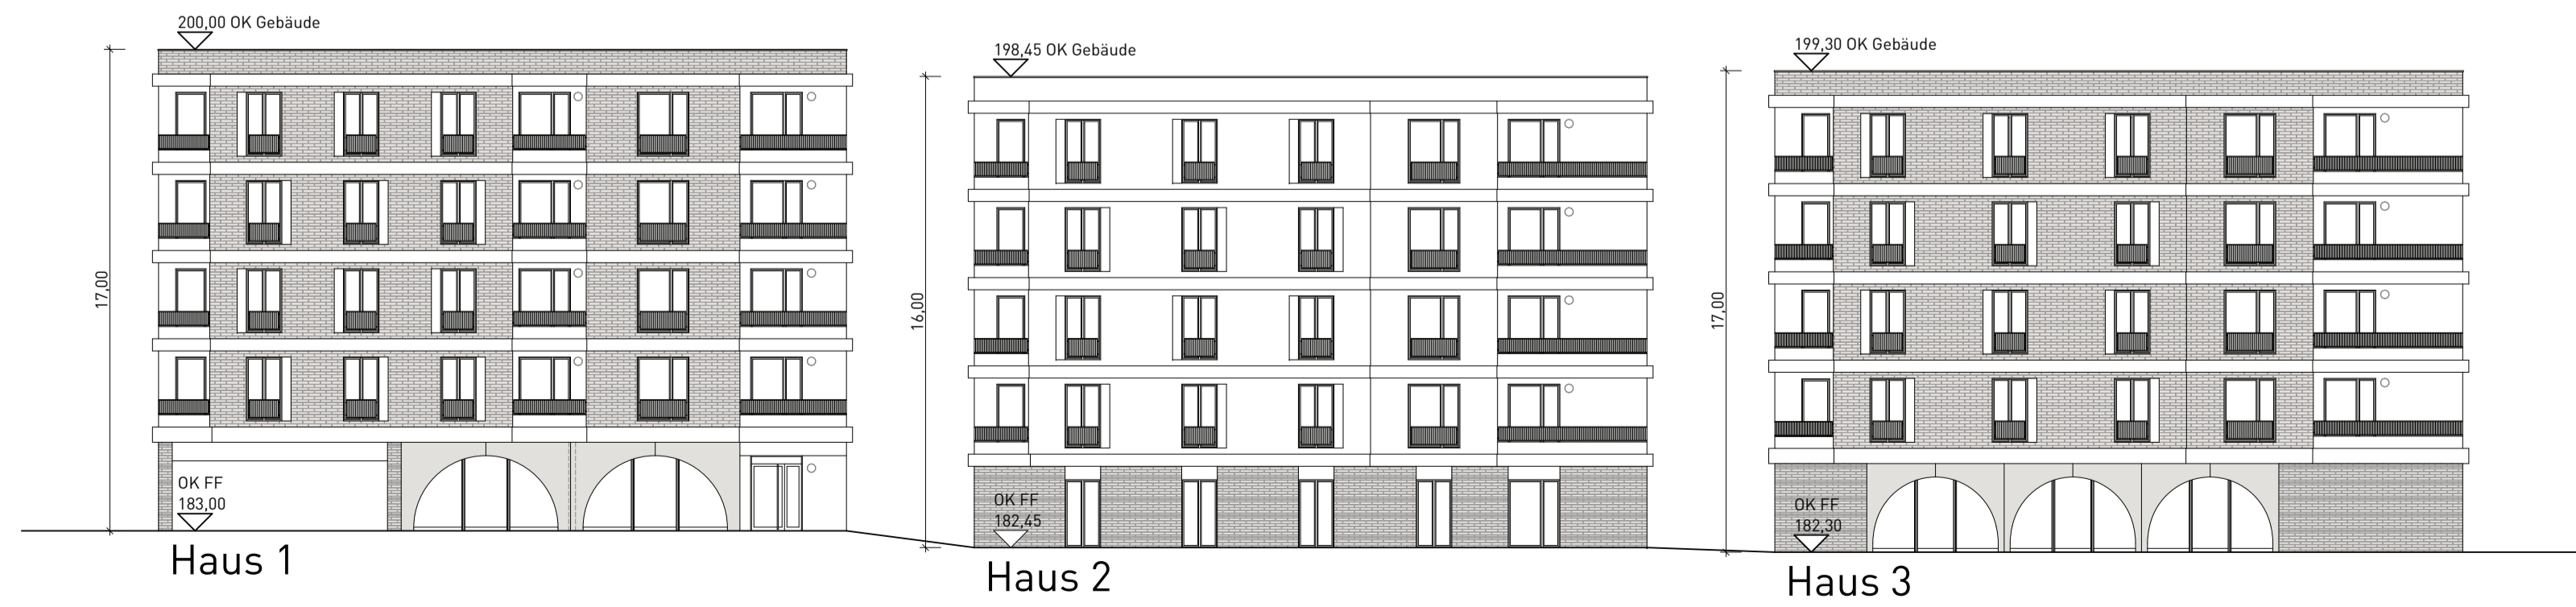 200,00 OK Gebäude
17,00
OK FF
183,00
Haus 1
198,45 OK Gebäude
16,00
OK FF
182,45
Haus 2
199,30 OK Gebäude
17,00
OK FF
182,30
Haus 3